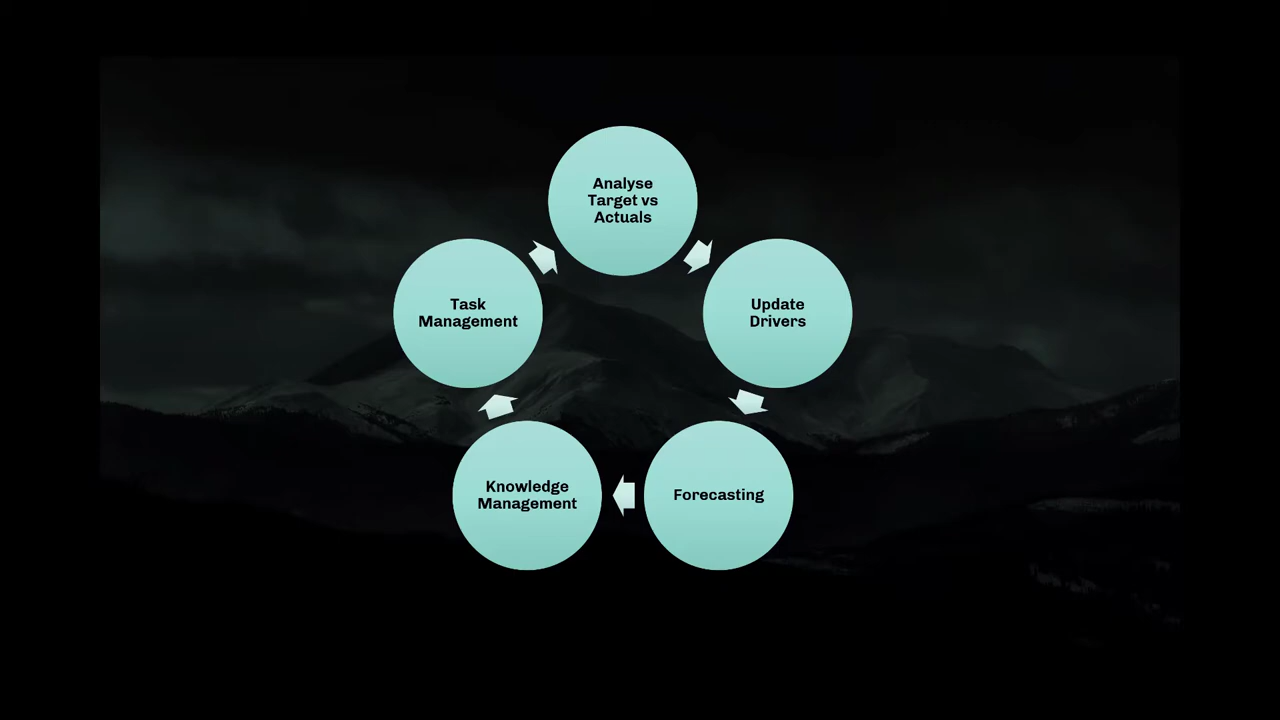 Analyse
Target vs
Actuals
Update
Drivers
Forecasting
Knowledge
Management
Task
Management